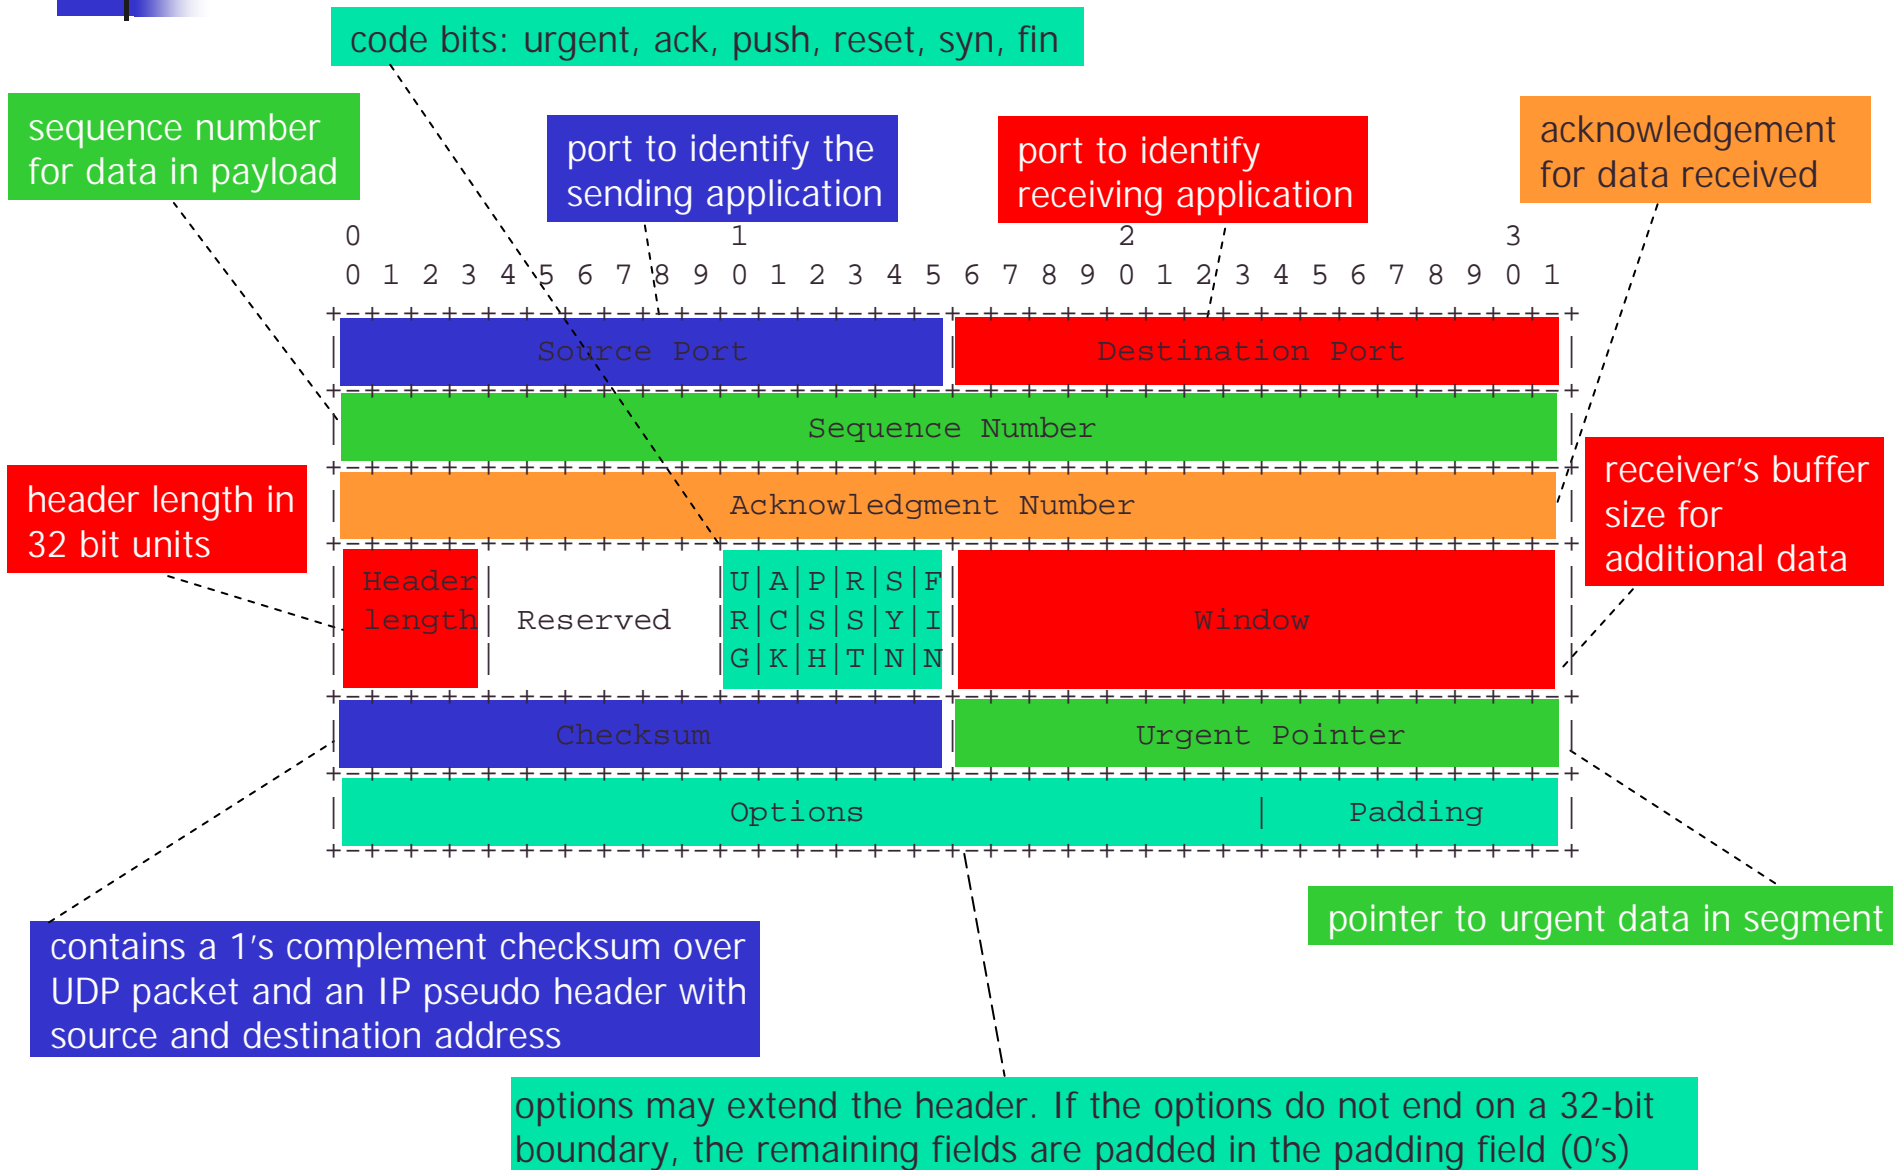 code bits: urgent, ack, push, reset, syn, fin
sequence number
for data in payload
port to identify the
sending application
port to identify
receiving application
acknowledgement
for data received
0 1 2 3
0 1 2 3 4 5 6 7 8 9 0 1 2 3 4 5 6 7 8 9 0 1 2 3 4 5 6 7 8 9 0 1
+-+-+-+-+-+-+-+-+-+-+-+-+-+-+-+-+-+-+-+-+-+-+-+-+-+-+-+-+-+-+-+-+
| Source Port | Destination Port |
+-+-+-+-+-+-+-+-+-+-+-+-+-+-+-+-+-+-+-+-+-+-+-+-+-+-+-+-+-+-+-+-+
| Sequence Number |
+-+-+-+-+-+-+-+-+-+-+-+-+-+-+-+-+-+-+-+-+-+-+-+-+-+-+-+-+-+-+-+-+
| Acknowledgment Number |
+-+-+-+-+-+-+-+-+-+-+-+-+-+-+-+-+-+-+-+-+-+-+-+-+-+-+-+-+-+-+-+-+
| Header| |U|A|P|R|S|F| |
| length| Reserved |R|C|S|S|Y|I| Window |
| | |G|K|H|T|N|N| |
+-+-+-+-+-+-+-+-+-+-+-+-+-+-+-+-+-+-+-+-+-+-+-+-+-+-+-+-+-+-+-+-+
| Checksum | Urgent Pointer |
+-+-+-+-+-+-+-+-+-+-+-+-+-+-+-+-+-+-+-+-+-+-+-+-+-+-+-+-+-+-+-+-+
| Options | Padding |
+-+-+-+-+-+-+-+-+-+-+-+-+-+-+-+-+-+-+-+-+-+-+-+-+-+-+-+-+-+-+-+-+
header length in
32 bit units
receiver's buffer
size for
additional data
contains a 1's complement checksum over
UDP packet and an IP pseudo header with
source and destination address
pointer to urgent data in segment
options may extend the header. If the options do not end on a 32-bit
boundary, the remaining fields are padded in the padding field (0's)